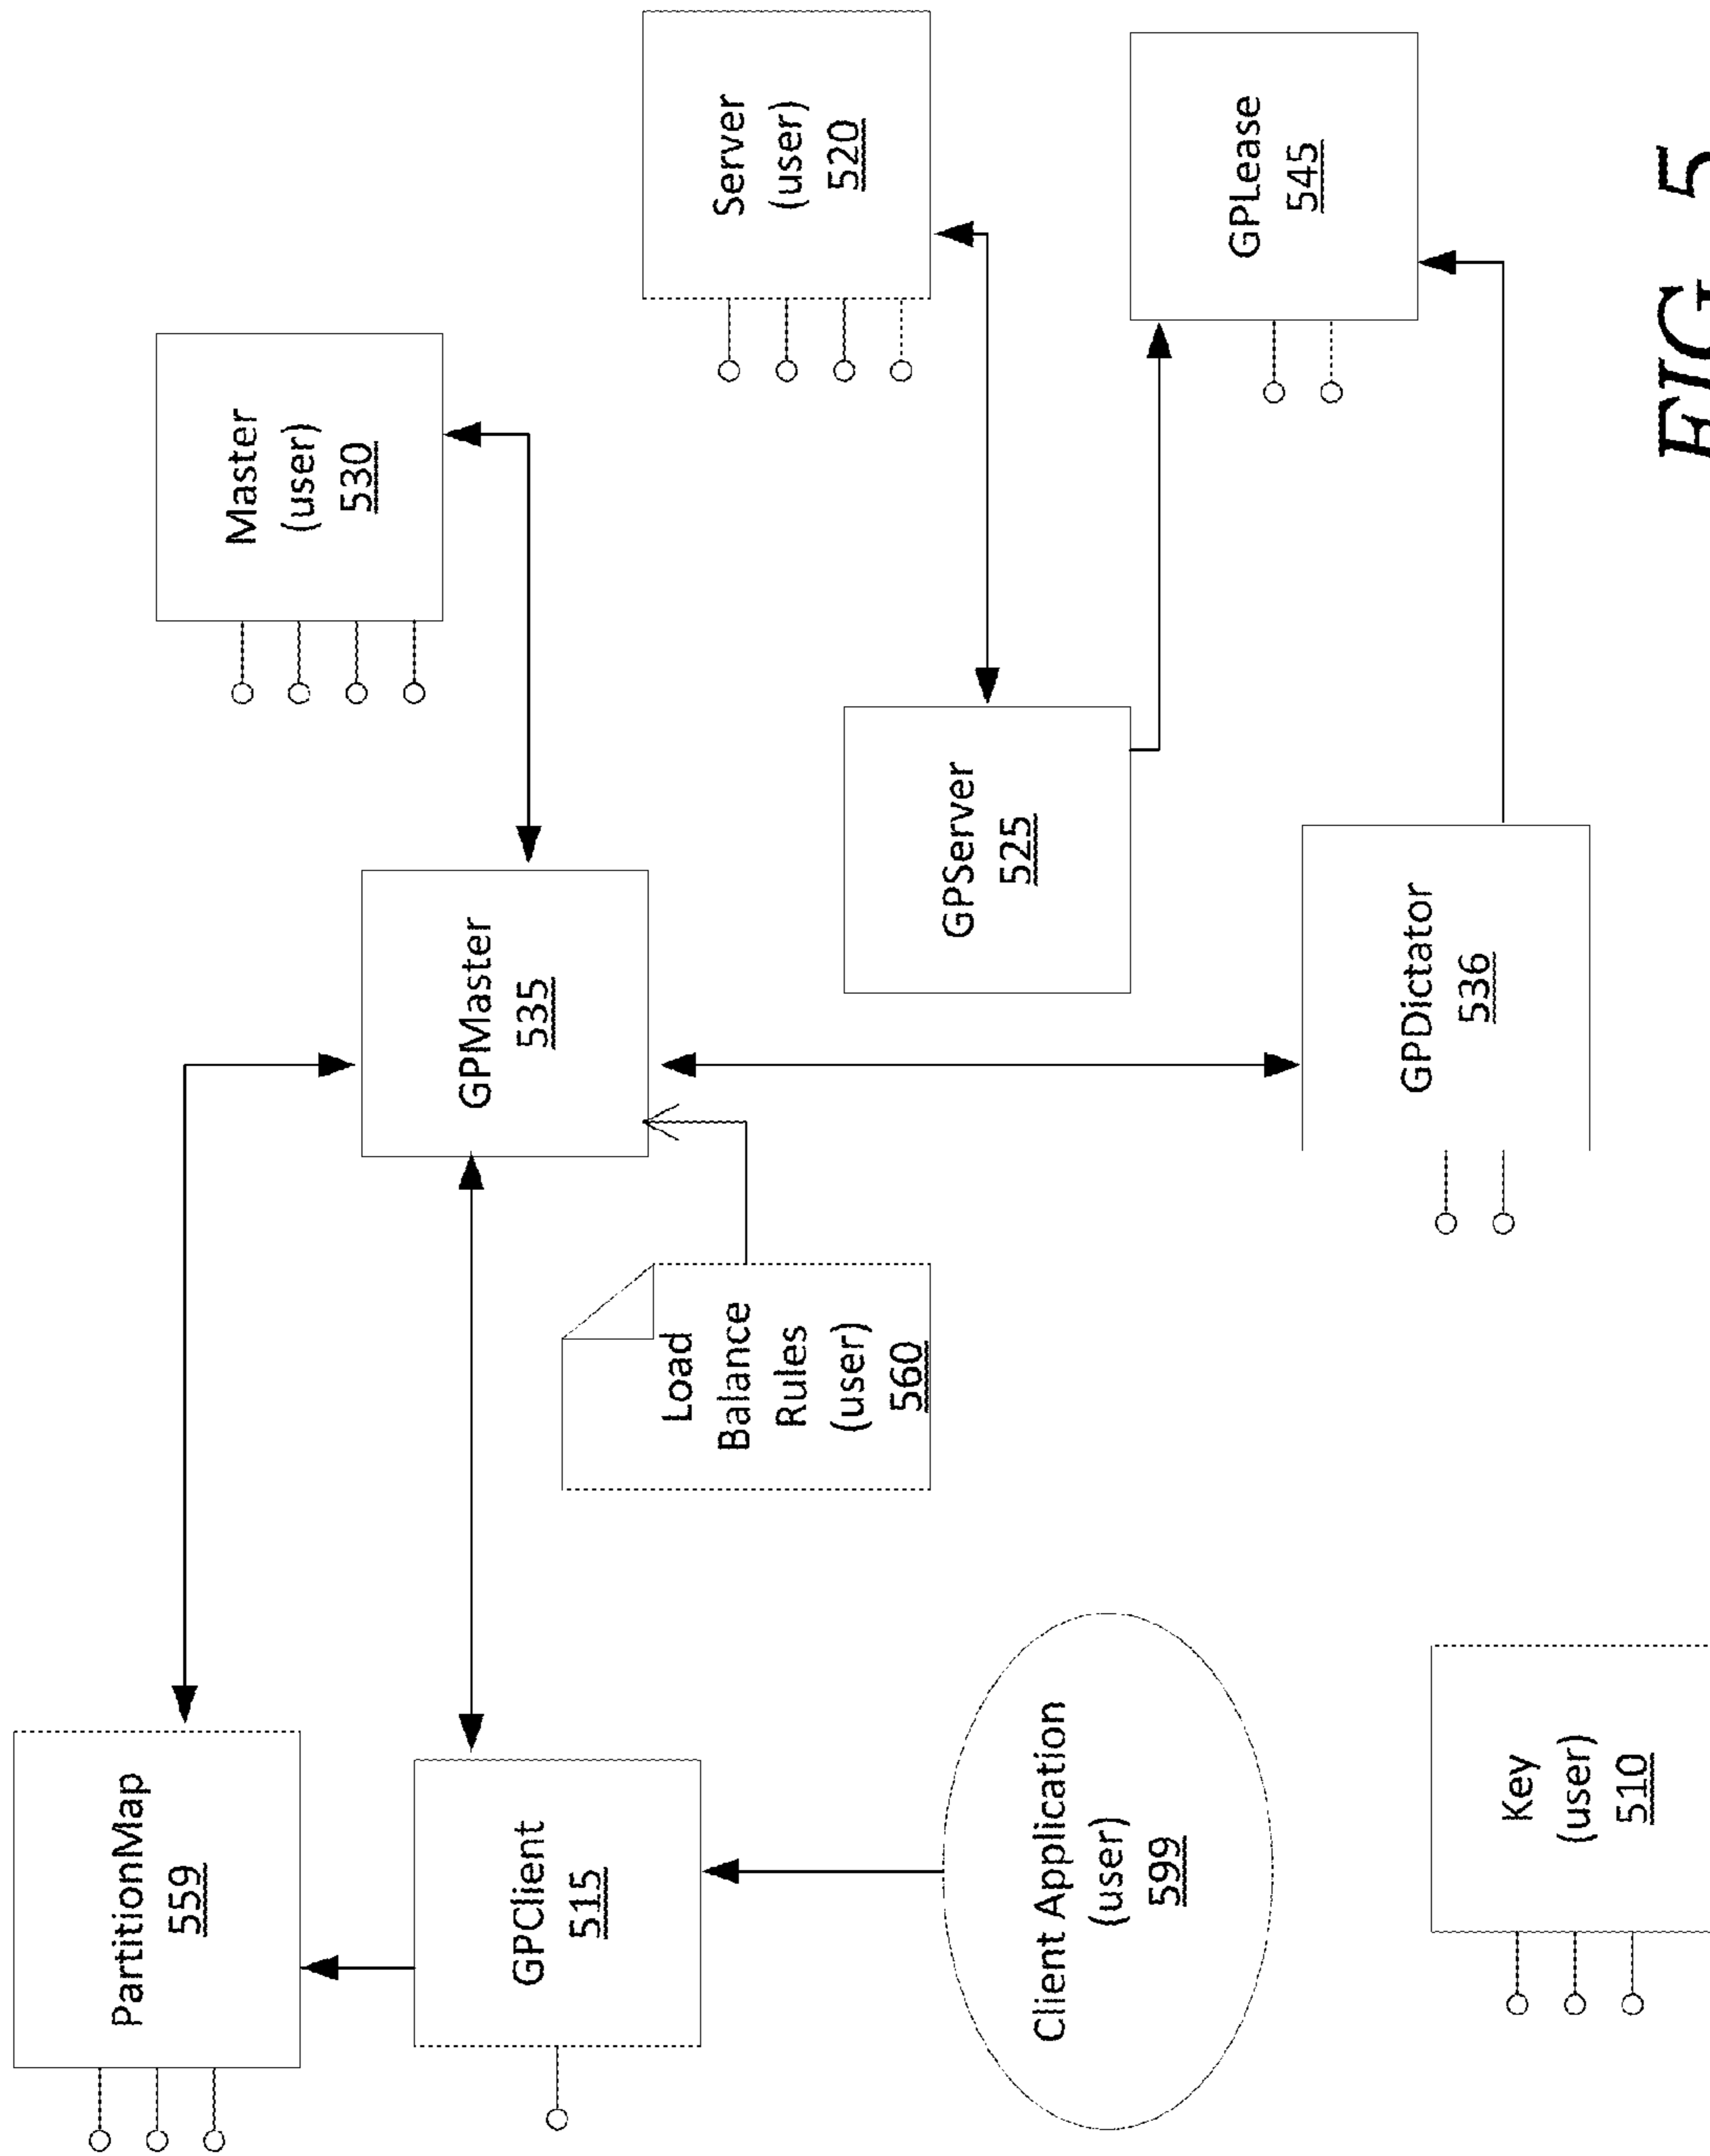 PartitionMap
559
GPClient
515
Client Application
(user)
599
Key
(user)
510
Load
Balance
Rules
(user)
560
GPMaster
535
Master
(user)
530
GPServer
525
GPDictator
536
Server
(user)
520
GPLease
545
FIG. 5